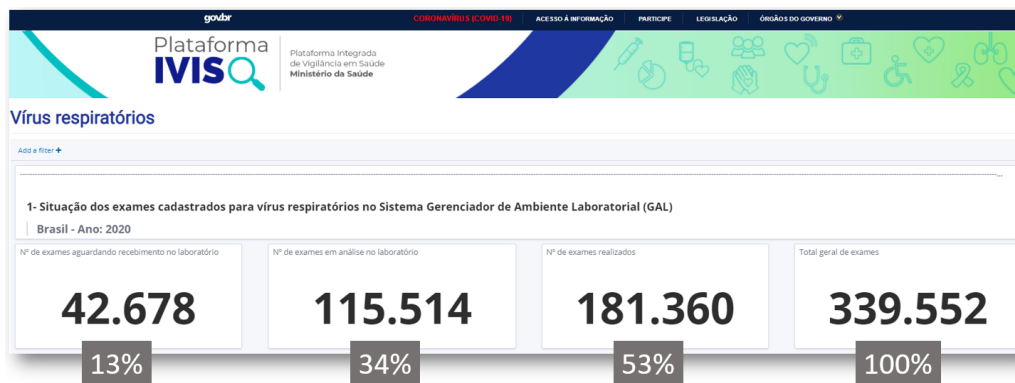 govbr
CORONAVÍRUS (COVID-19) ACESSO À INFORMAÇÃO PARTICIPE LEGISLAÇÃO ÓRGÃOS DO GOVERNO
Plataforma
IVIS
Plataforma Integrada
de Vigilância em Saúde
Ministério da Saúde
Vírus respiratórios
Add a filter +
1- Situação dos exames cadastrados para vírus respiratórios no Sistema Gerenciador de Ambiente Laboratorial (GAL)
Brasil - Ano: 2020
Nº de exames aguardando recebimento no laboratório
Nº de exames em análise no laboratório
Nº de exames realizados
Total geral de exames
42.678 115.514 181.360 339.552
13% 34% 53% 100%